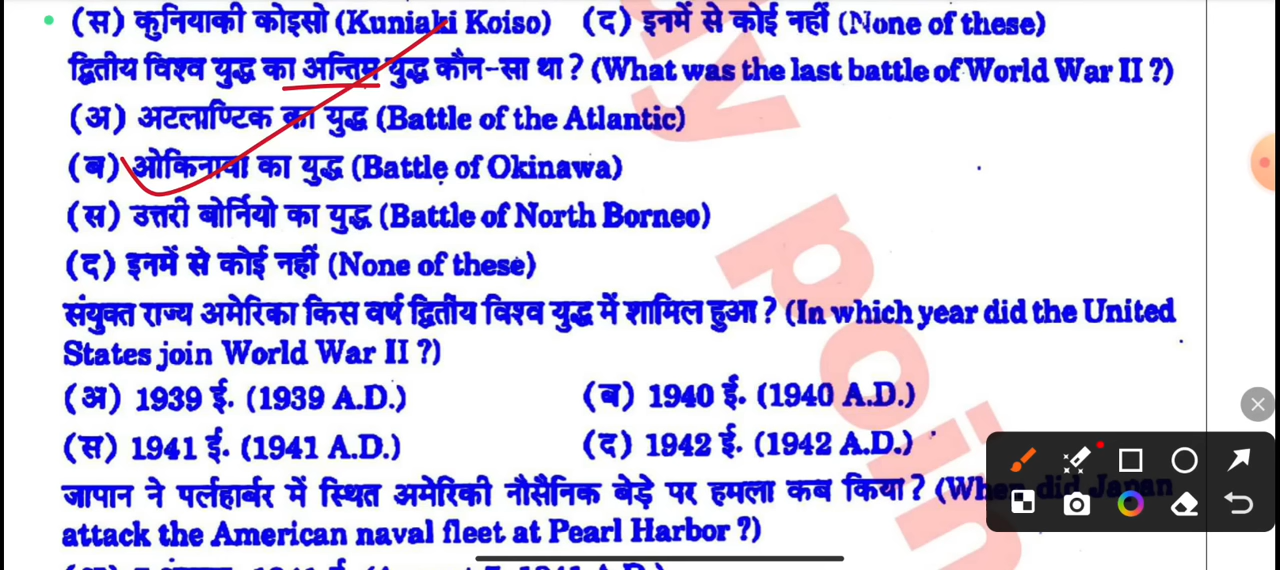 (स) कुनियाकी कोइसो (Kuniaki Koiso) (द) इनमें से कोई नहीं (None of these)
द्वितीय विश्व युद्ध का अन्तिम युद्ध कौन-सा था? (What was the last battle of World War II ?)
(अ) अटलाण्टिक का युद्ध (Battle of the Atlantic)
(ब) ओकिनावा का युद्ध (Battle of Okinawa)
(स) उत्तरी बोर्नियो का युद्ध (Battle of North Borneo)
(द) इनमें से कोई नहीं (None of these)
संयुक्त राज्य अमेरिका किस वर्ष द्वितीय विश्व युद्ध में शामिल हुआ? (In which year did the United
States join World War II ?)
(अ) 1939 ई. (1939 A.D.) (ब) 1940 ई. (1940 A.D.)
(स) 1941 ई. (1941 A.D.) (द) 1942 ई. (1942 A.D.)
जापान ने पर्लहार्बर में स्थित अमेरिकी नौसैनिक बेड़े पर हमला कब किया? (When did Japan
attack the American naval fleet at Pearl Harbor ?)